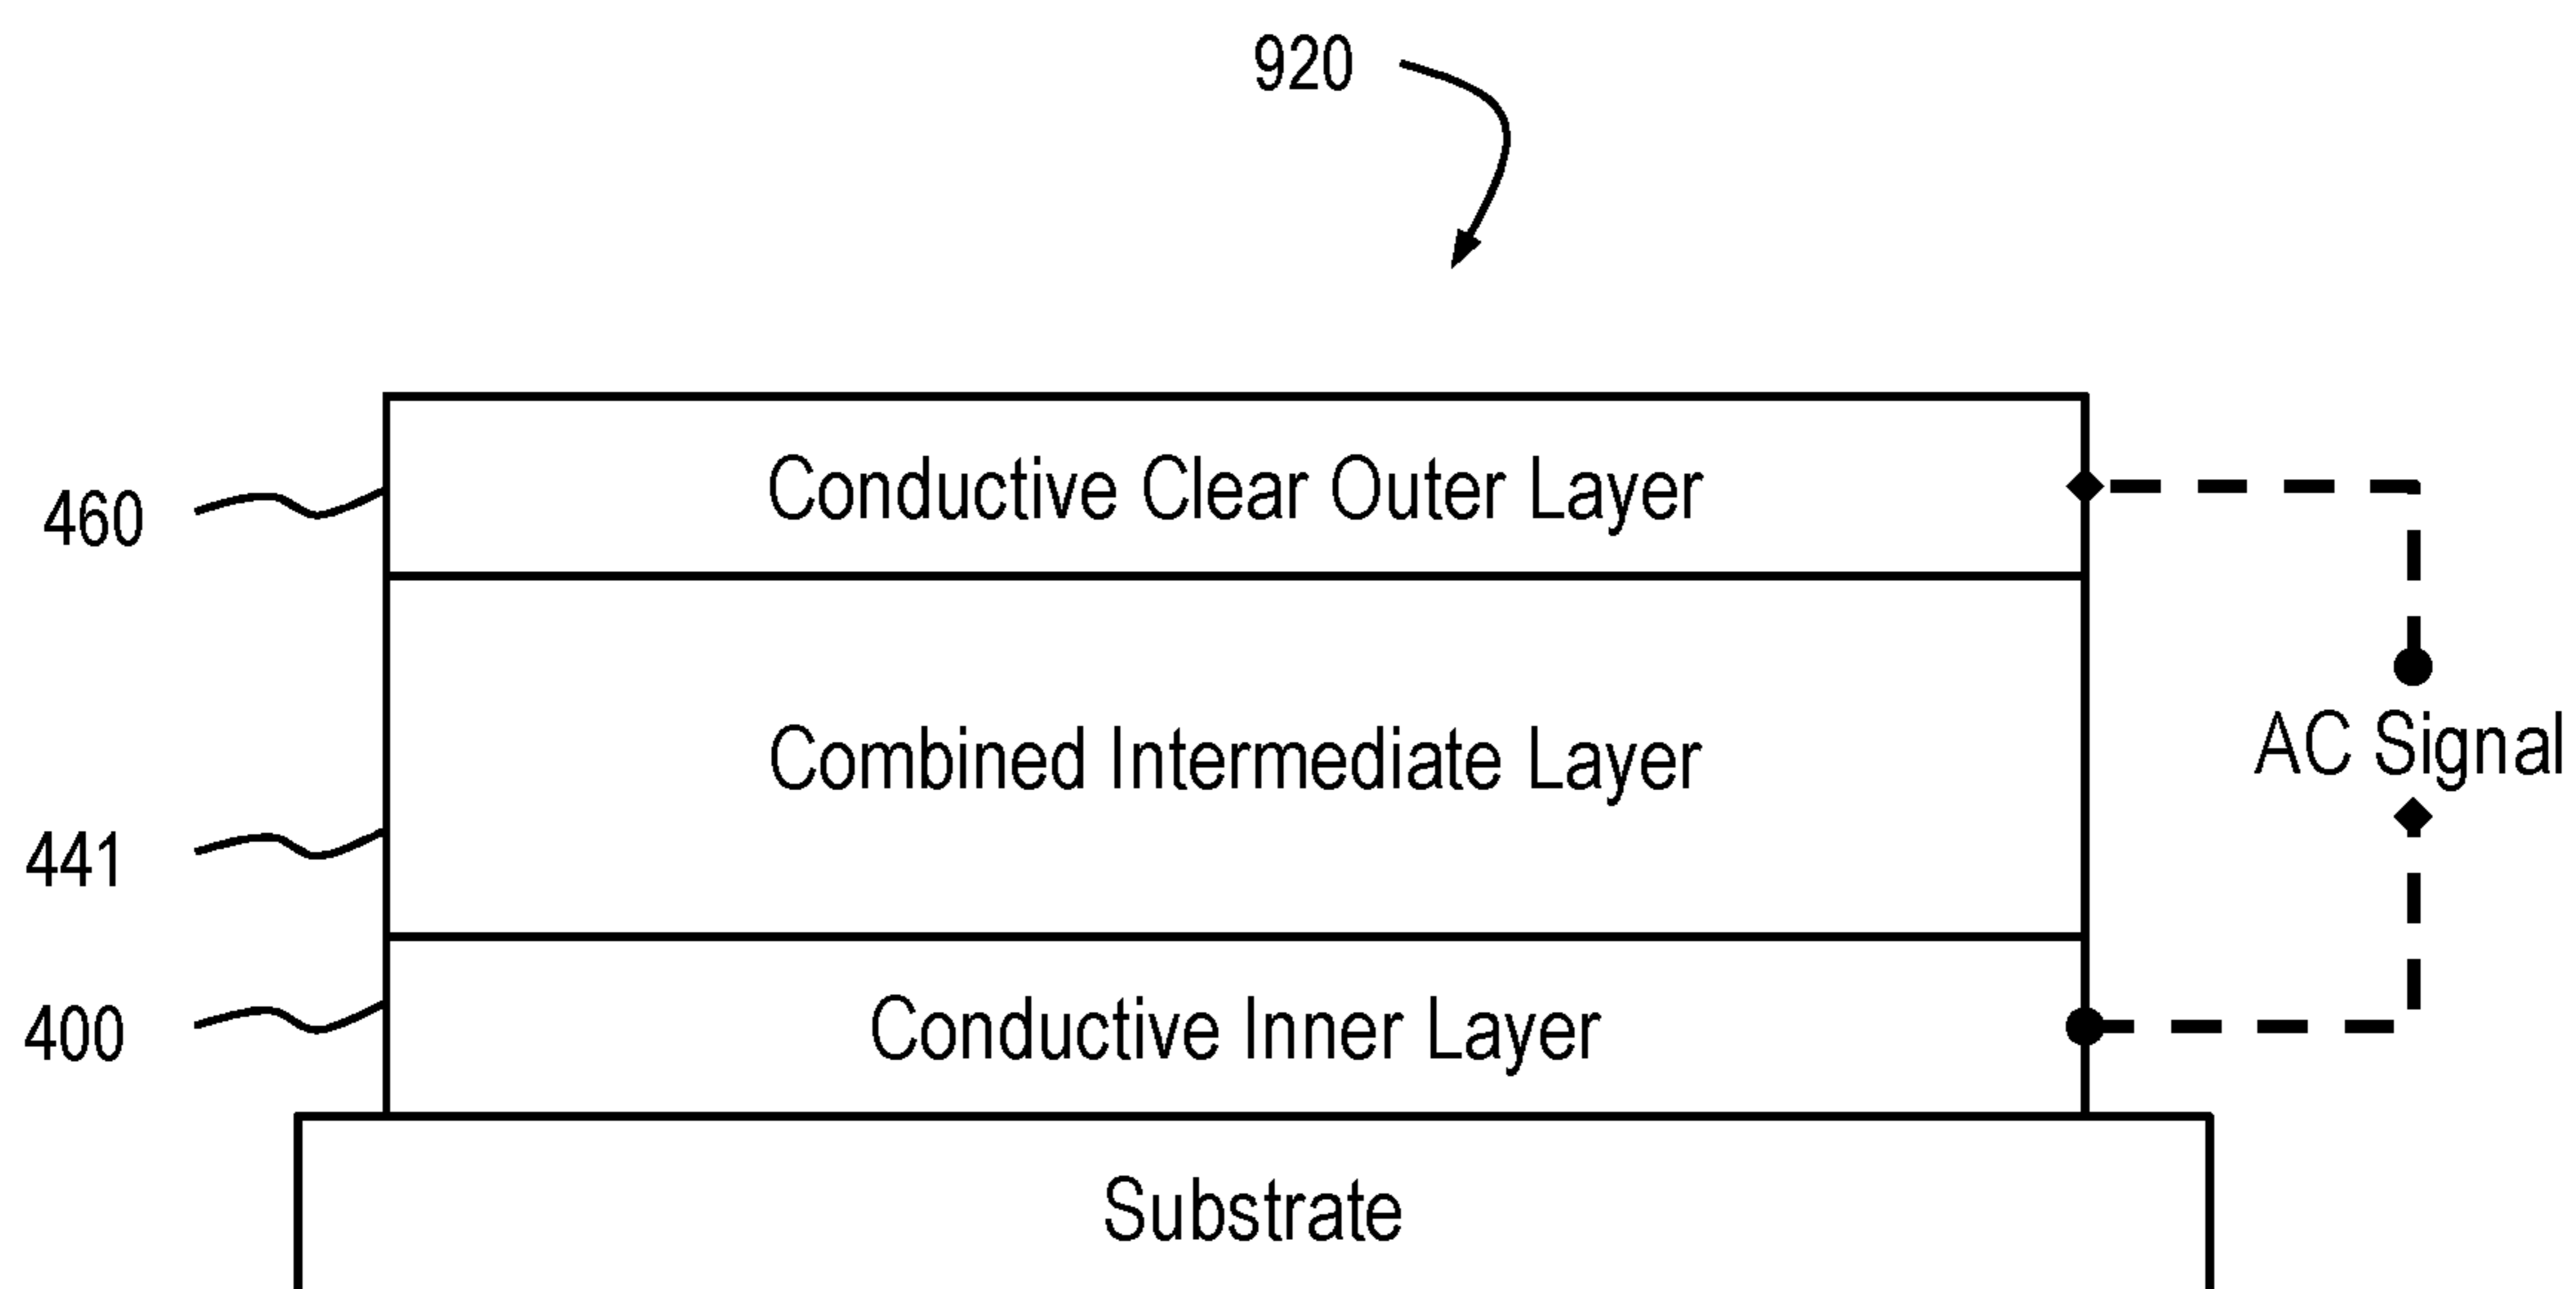 920
Conductive Clear Outer Layer
460
Combined Intermediate Layer
AC Signal
441
Conductive Inner Layer
400
Substrate